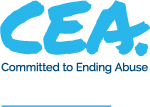 CEA.
Committed to Ending Abuse